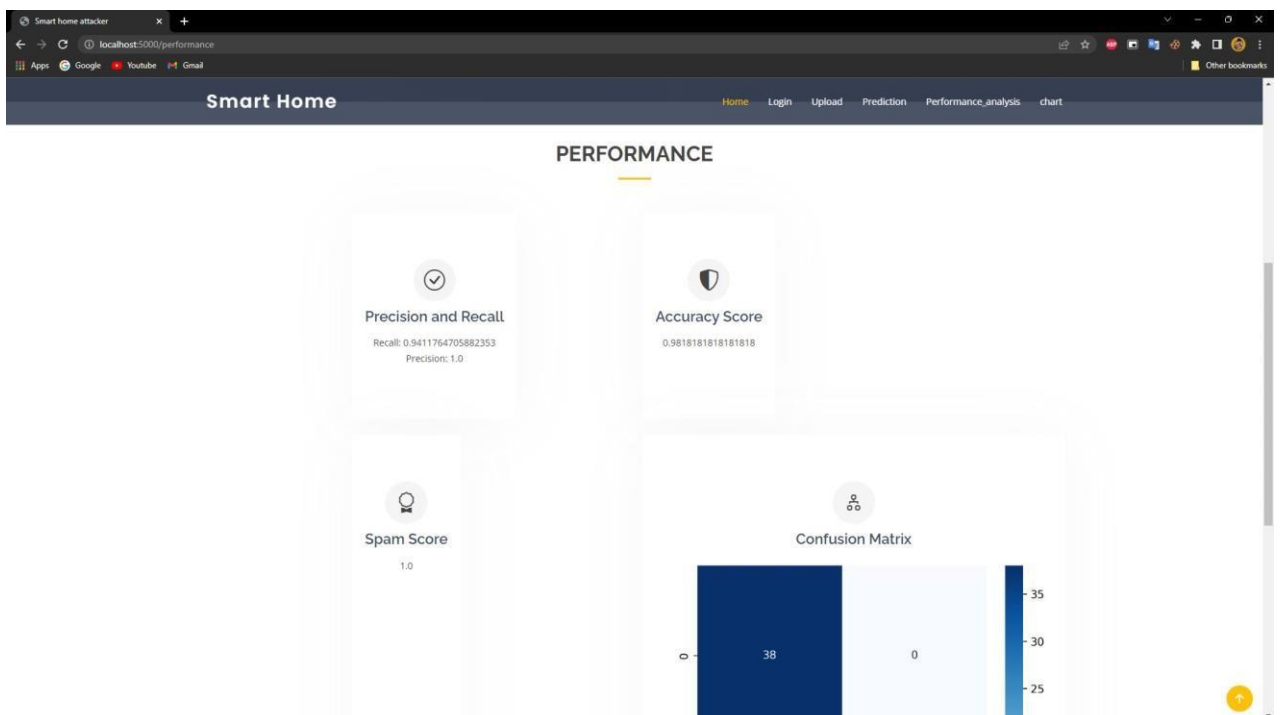 Smart home attacker
localhost:5000/performance
Apps Google Youtube Gmail Other bookmarks
Smart Home
Home Login Upload Prediction Performance_analysis chart
PERFORMANCE
Precision and Recall
Recall: 0.9411764705882353
Precision: 1.0
Accuracy Score
0.9818181818181818
Spam Score
1.0
Confusion Matrix
35
30
25
0
38 0